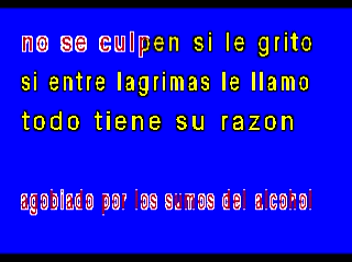 no se culpen si le grito
si entre lagrimas le llamo
todo tiene su razon
agobiado por los sumos del alcohol